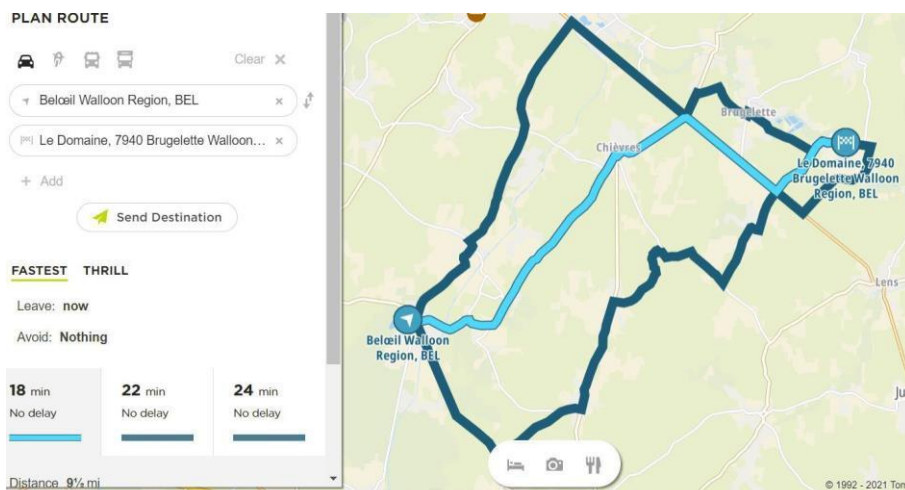 PLAN ROUTE
Clear ×
Belœil Walloon Region, BEL ×
Le Domaine, 7940 Brugelette Walloon... ×
+ Add
Send Destination
FASTEST THRILL
Leave: now
Avoid: Nothing
18 min
No delay
22 min
No delay
24 min
No delay
Distance 9½ mi
Brugelette
Chièvres
Le Domaine, 7940
Brugelette Walloon
Region, BEL
Lens
Belœil Walloon
Region, BEL
Ju
© 1992 - 2021 Tom